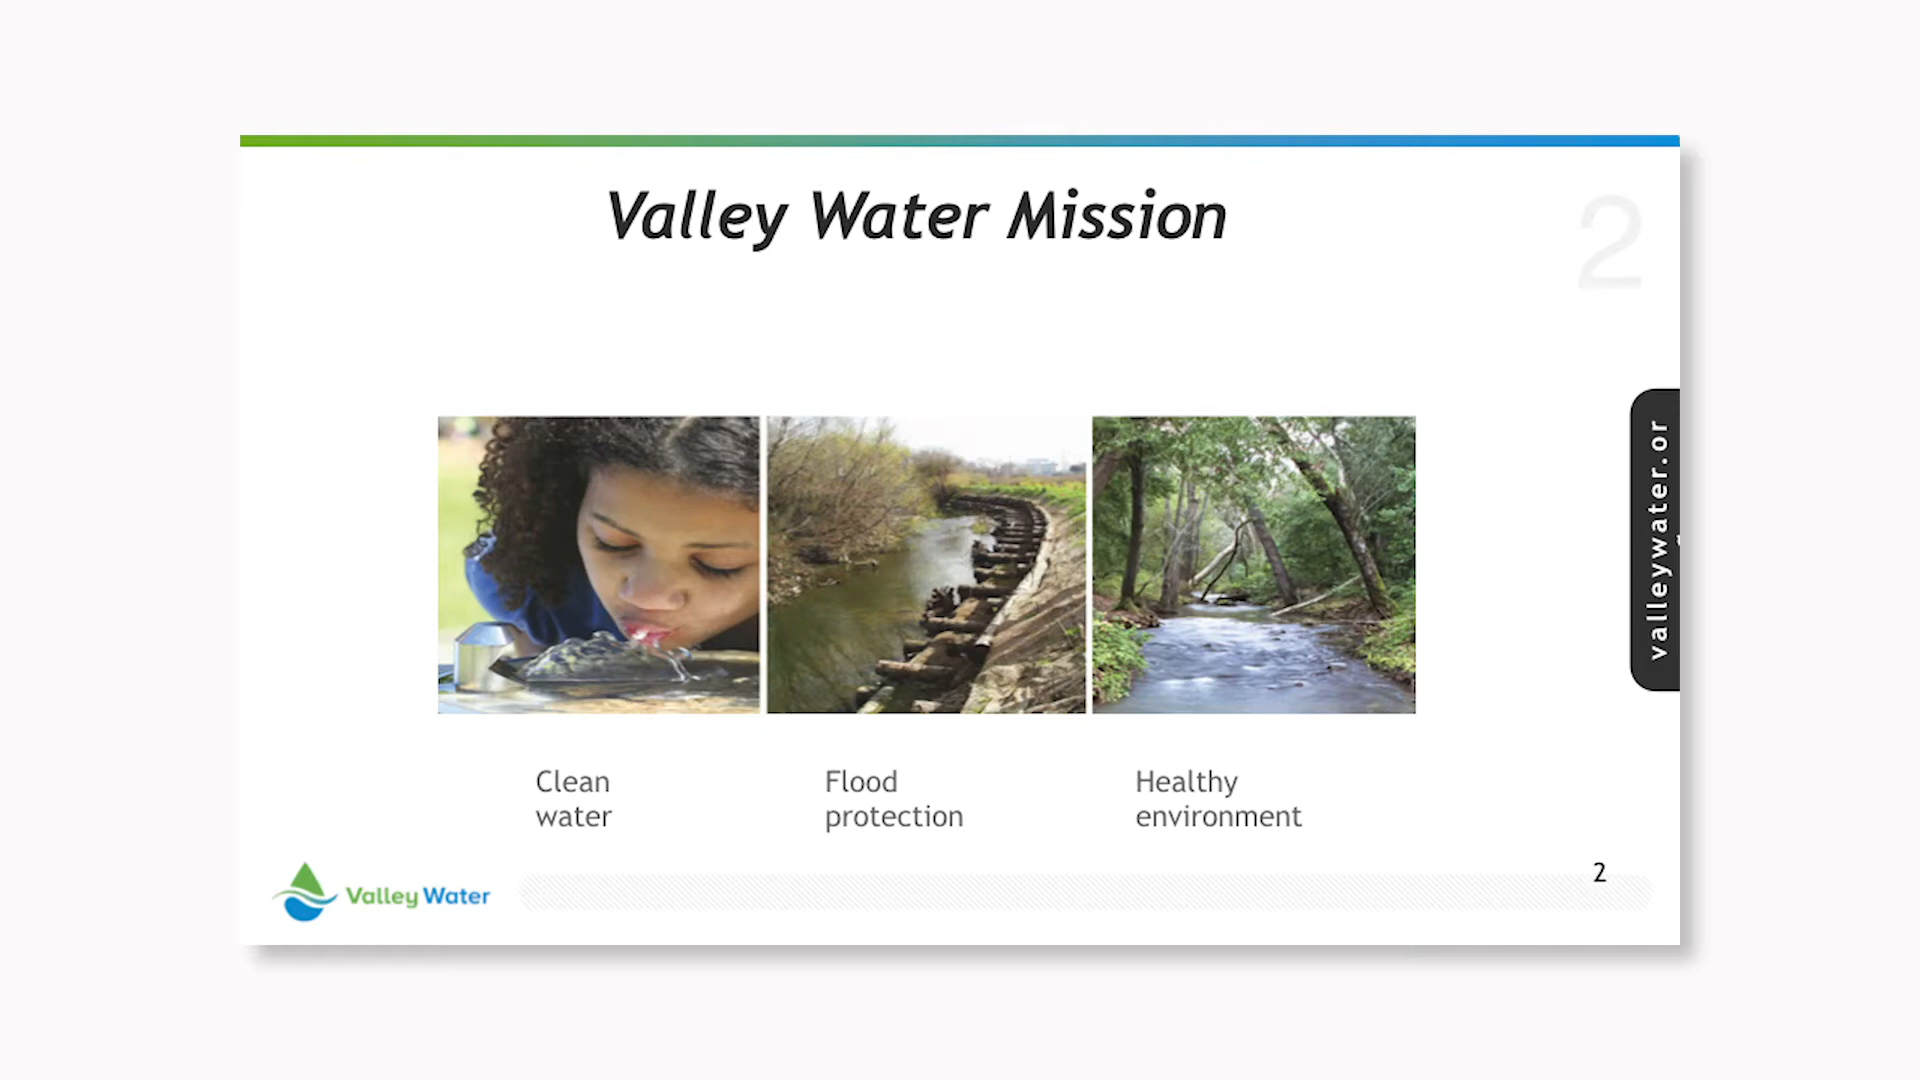 Valley Water Mission
2
valleywater.or
Clean
water
Flood
protection
Healthy
environment
Valley Water
2